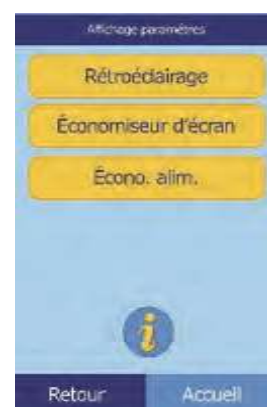 Affichage paramètres
Rétroéclairage
Économiseur d'écran
Écono. alim.
i
Retour Accueil